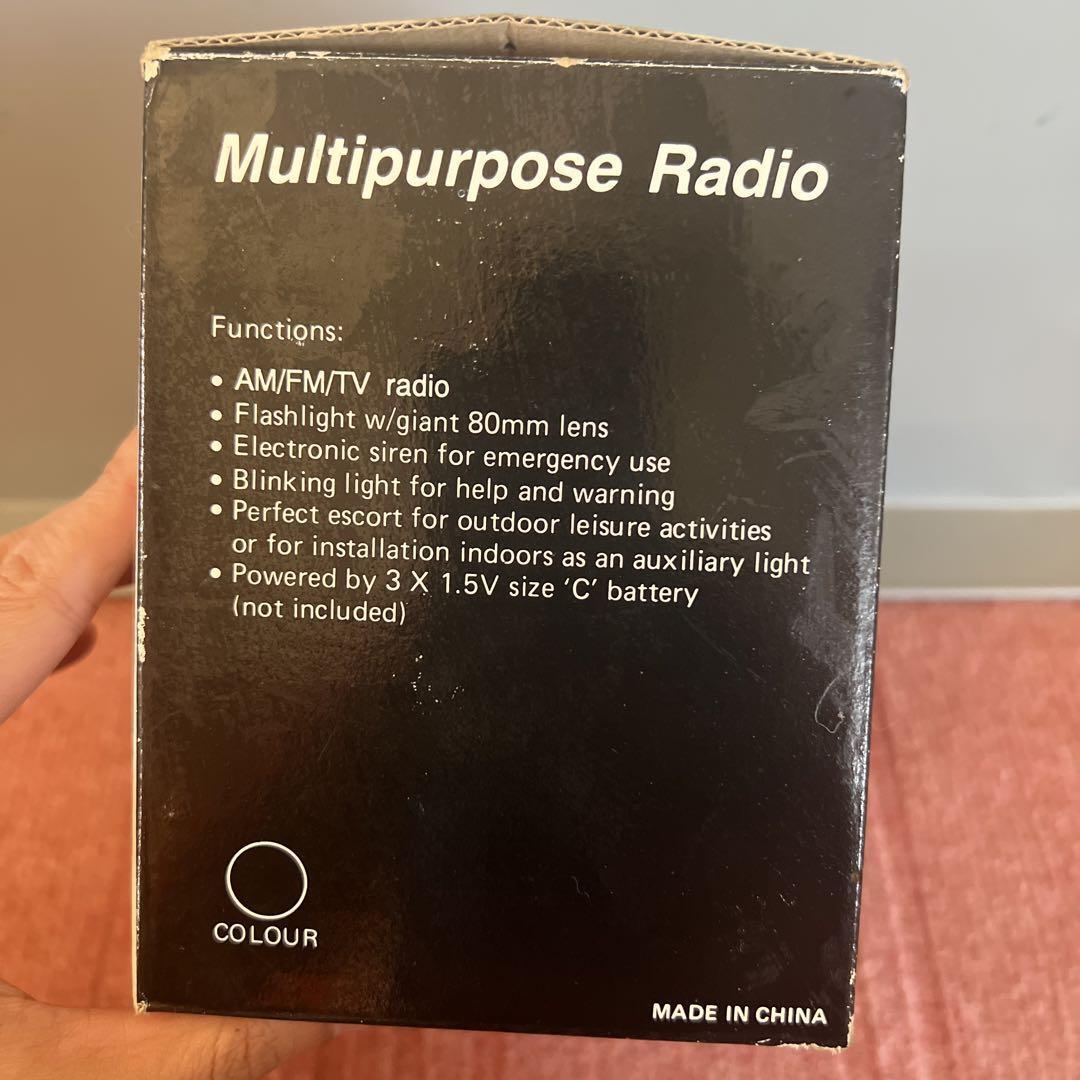 Multipurpose Radio
Functions:
• AM/FM/TV radio
• Flashlight w/giant 80mm lens
• Electronic siren for emergency use
• Blinking light for help and warning
• Perfect escort for outdoor leisure activities
or for installation indoors as an auxiliary light
• Powered by 3 X 1.5V size ‘C’ battery
(not included)
COLOUR
MADE IN CHINA